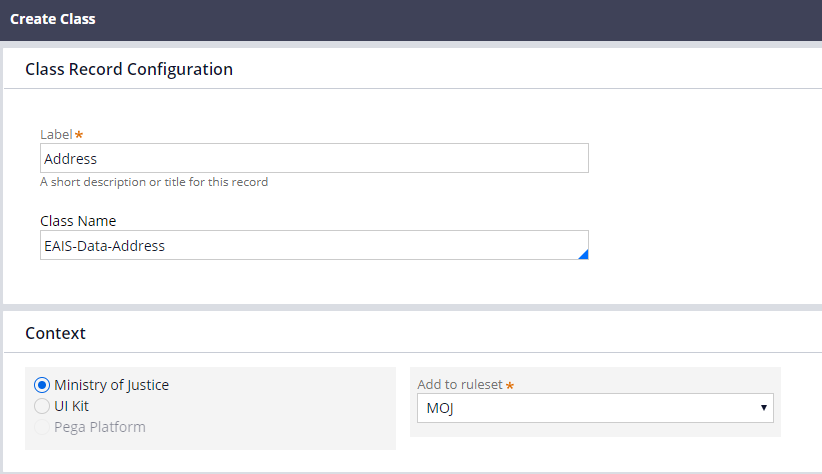 Create Class
Class Record Configuration
Label*
Address
A short description or title for this record
Class Name
EAIS-Data-Address
Context
Ministry of Justice
UI Kit
Pega Platform
Add to ruleset *
MOJ